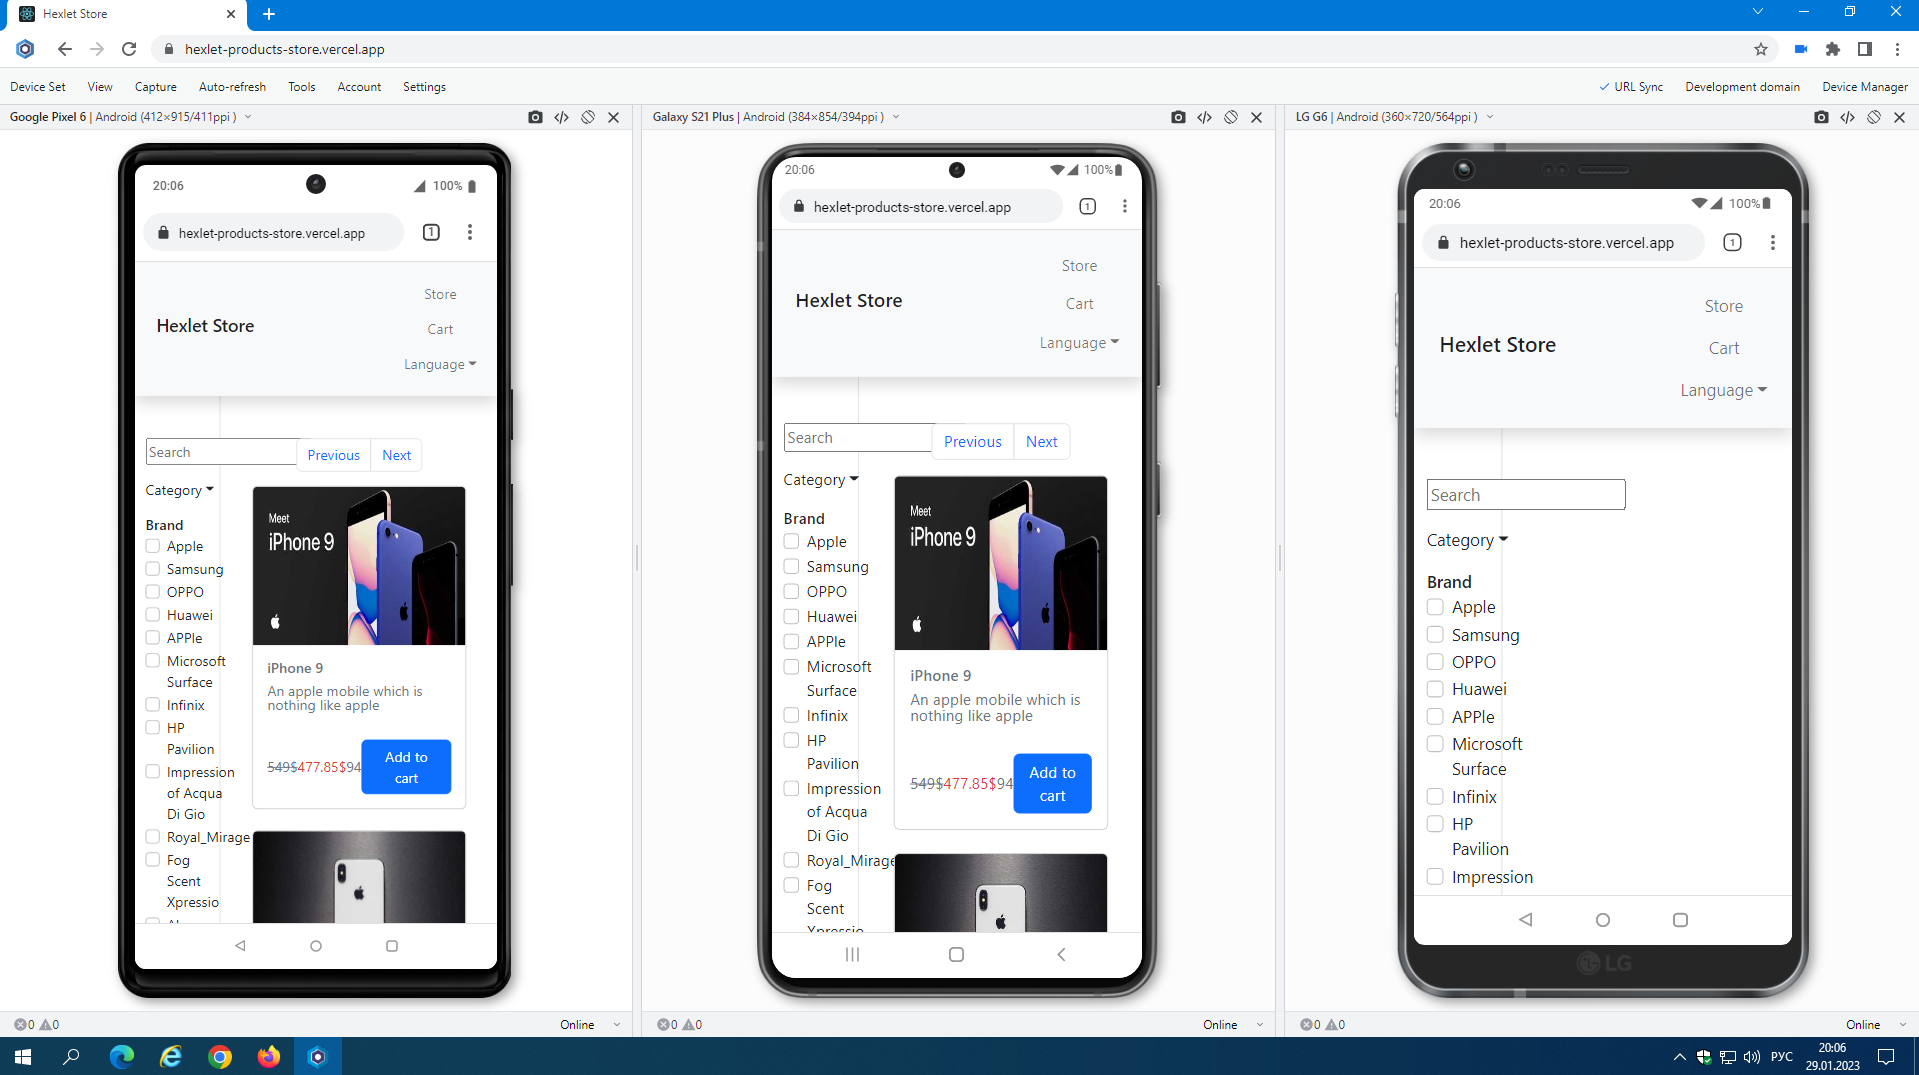 Hexlet Store
hexlet-products-store.vercel.app
Device Set View Capture Auto-refresh Tools Account Settings URL Sync Development domain Device Manager
Google Pixel 6 | Android (412×915/411ppi )
20:06 100%
hexlet-products-store.vercel.app 1
Store
Hexlet Store
Cart
Language
Search Previous Next
Category
Brand
Apple
Samsung
OPPO
Huawei
APPle
Microsoft
Surface
Infinix
HP
Pavilion
Impression
of Acqua
Di Gio
Royal_Mirage
Fog
Scent
Xpressio
Meet
iPhone 9
iPhone 9
An apple mobile which is
nothing like apple
549$477.85$94
Add to
cart
0 0 Online
Galaxy S21 Plus | Android (384×854/394ppi )
20:06 100%
hexlet-products-store.vercel.app 1
Store
Hexlet Store
Cart
Language
Search Previous Next
Category
Brand
Apple
Samsung
OPPO
Huawei
APPle
Microsoft
Surface
Infinix
HP
Pavilion
Impression
of Acqua
Di Gio
Royal_Mirage
Fog
Scent
Xpressio
Meet
iPhone 9
iPhone 9
An apple mobile which is
nothing like apple
549$477.85$94
Add to
cart
0 0 Online
LG G6 | Android (360×720/564ppi )
20:06 100%
hexlet-products-store.vercel.app 1
Store
Hexlet Store
Cart
Language
Search
Category
Brand
Apple
Samsung
OPPO
Huawei
APPle
Microsoft
Surface
Infinix
HP
Pavilion
Impression
LG
0 0 Online
РУС
20:06
29.01.2023